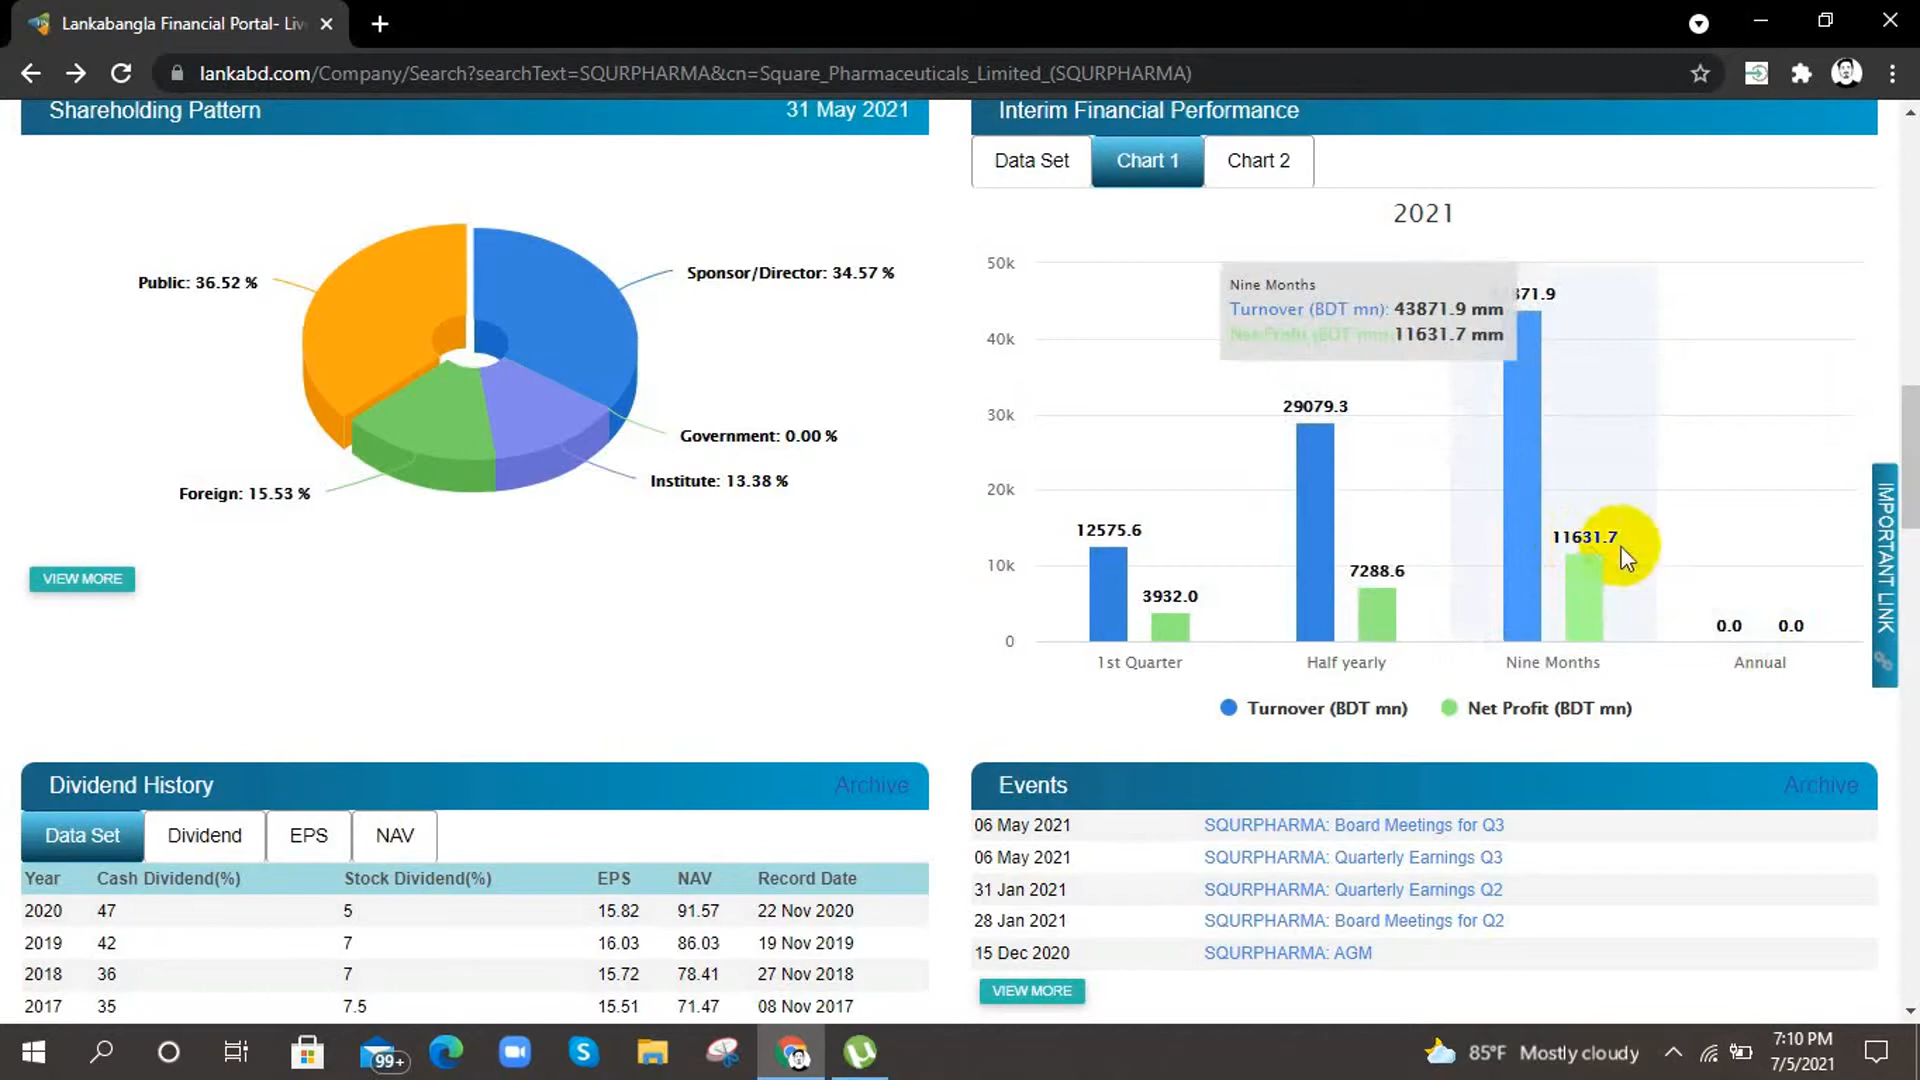 Lankabangla Financial Portal- Liv
lankabd.com/Company/Search?searchText=SQURPHARMA&cn=Square_Pharmaceuticals_Limited_(SQURPHARMA)
Shareholding Pattern 31 May 2021
Public: 36.52 %
Sponsor/Director: 34.57 %
Government: 0.00 %
Institute: 13.38 %
Foreign: 15.53 %
VIEW MORE
Interim Financial Performance
Data Set Chart 1 Chart 2
2021
50k
40k
30k
20k
10k
0
Nine Months
Turnover (BDT mn): 43871.9 mm
Net Profit (BDT mn): 11631.7 mm
371.9
29079.3
12575.6
11631.7
7288.6
3932.0
0.0 0.0
1st Quarter Half yearly Nine Months Annual
Turnover (BDT mn) Net Profit (BDT mn)
IMPORTANT LINK
Dividend History Archive
Data Set Dividend EPS NAV
Year Cash Dividend(%) Stock Dividend(%) EPS NAV Record Date
2020 47 5 15.82 91.57 22 Nov 2020
2019 42 7 16.03 86.03 19 Nov 2019
2018 36 7 15.72 78.41 27 Nov 2018
2017 35 7.5 15.51 71.47 08 Nov 2017
Events Archive
06 May 2021 SQURPHARMA: Board Meetings for Q3
06 May 2021 SQURPHARMA: Quarterly Earnings Q3
31 Jan 2021 SQURPHARMA: Quarterly Earnings Q2
28 Jan 2021 SQURPHARMA: Board Meetings for Q2
15 Dec 2020 SQURPHARMA: AGM
VIEW MORE
99+
85°F Mostly cloudy
7:10 PM
7/5/2021